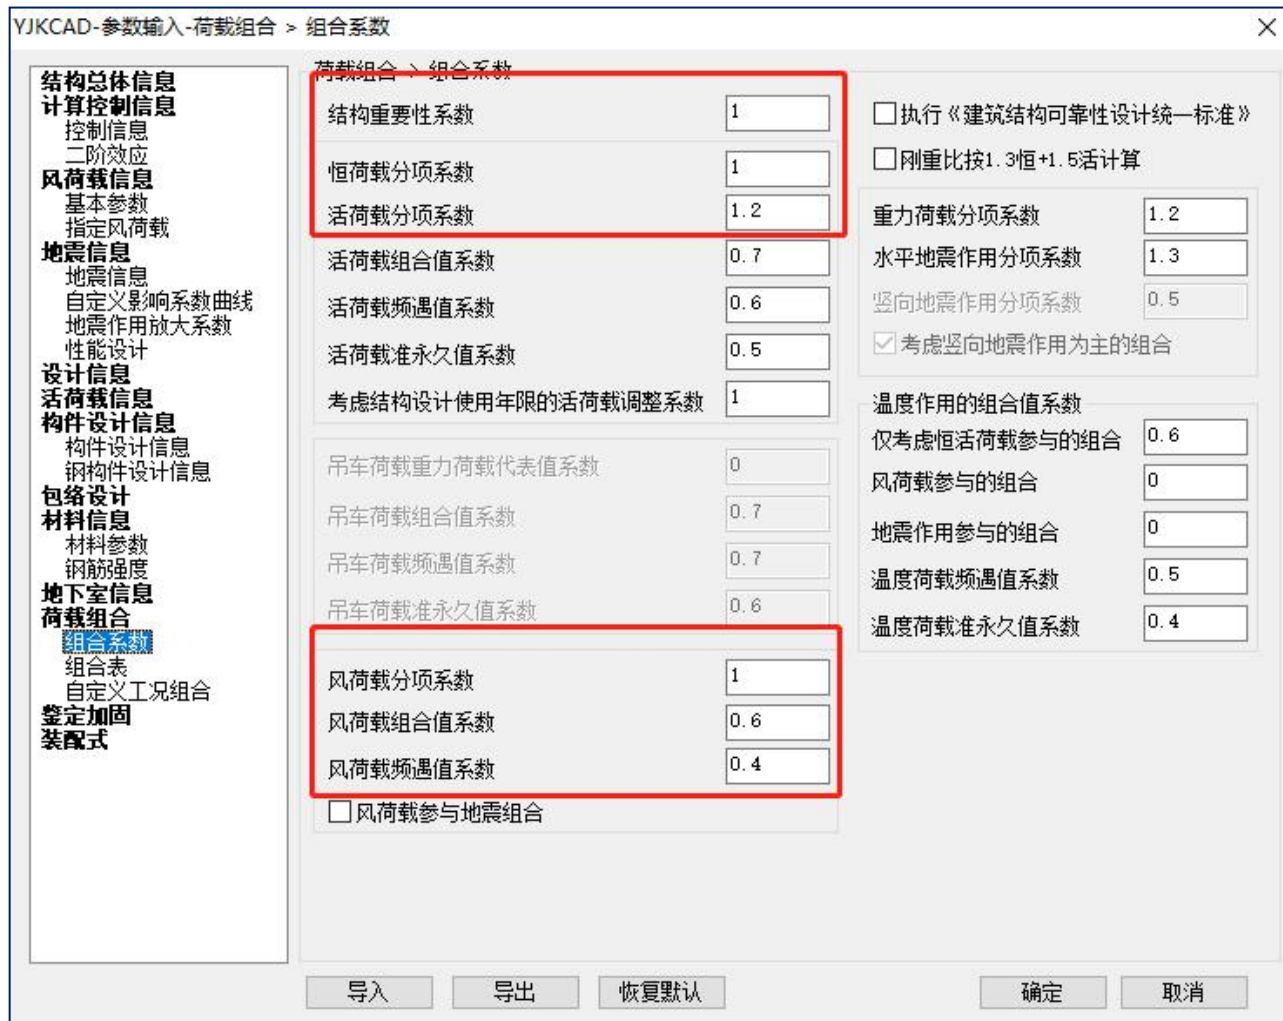 YJKCAD-参数输入-荷载组合 > 组合系数
结构总体信息
计算控制信息
控制信息
二阶效应
风荷载信息
基本参数
指定风荷载
地震信息
地震信息
自定义影响系数曲线
地震作用放大系数
性能设计
设计信息
活荷载信息
构件设计信息
构件设计信息
钢构件设计信息
包络设计
材料信息
材料参数
钢筋强度
地下室信息
荷载组合
组合系数
组合表
自定义工况组合
鉴定加固
装配式
荷载组合 > 组合系数
结构重要性系数 1
恒荷载分项系数 1
活荷载分项系数 1.2
活荷载组合值系数 0.7
活荷载频遇值系数 0.6
活荷载准永久值系数 0.5
考虑结构设计使用年限的活荷载调整系数 1
吊车荷载重力荷载代表值系数 0
吊车荷载组合值系数 0.7
吊车荷载频遇值系数 0.7
吊车荷载准永久值系数 0.6
风荷载分项系数 1
风荷载组合值系数 0.6
风荷载频遇值系数 0.4
风荷载参与地震组合
执行《建筑结构可靠性设计统一标准》
刚重比按1.3恒+1.5活计算
重力荷载分项系数 1.2
水平地震作用分项系数 1.3
竖向地震作用分项系数 0.5
考虑竖向地震作用为主的组合
温度作用的组合值系数
仅考虑恒活荷载参与的组合 0.6
风荷载参与的组合 0
地震作用参与的组合 0
温度荷载频遇值系数 0.5
温度荷载准永久值系数 0.4
导入 导出 恢复默认 确定 取消